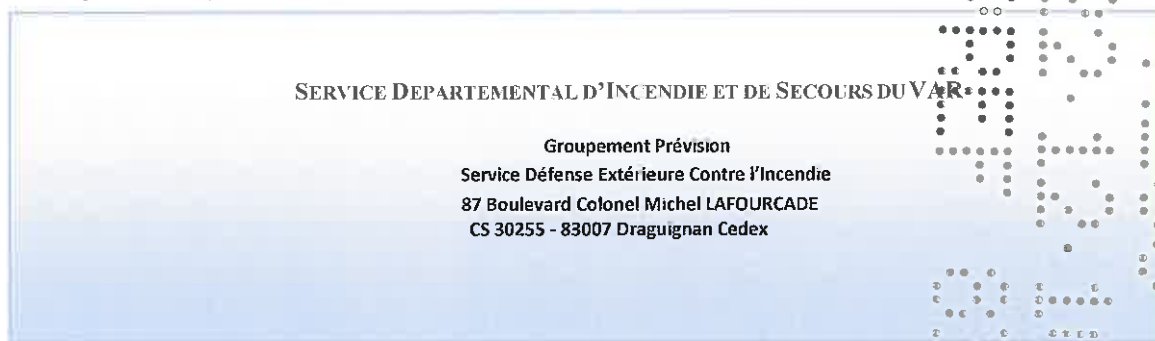 SERVICE DEPARTEMENTAL D'INCENDIE ET DE SECOURS DU VAR
Groupement Prévision
Service Défense Extérieure Contre l'Incendie
87 Boulevard Colonel Michel LAFOURCADE
CS 30255 - 83007 Draguignan Cedex